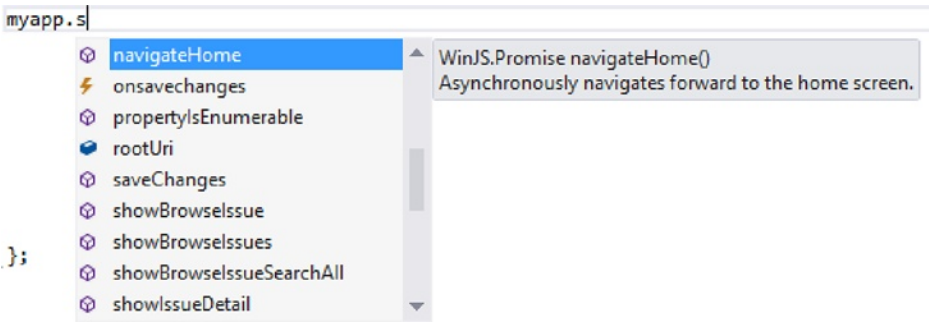 myapp.s
navigateHome
WinJS.Promise navigateHome()
Asynchronously navigates forward to the home screen.
onsavechanges
propertyIsEnumerable
rootUri
saveChanges
showBrowseIssue
showBrowseIssues
showBrowseIssueSearchAll
showIssueDetail
};